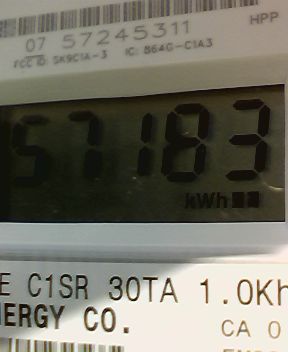 HPP
07 57245311
FCC ID: SK9C1A-3 IC: 864G-C1A3
57183
kWh
E C1SR 30TA 1.0Kh
ERGY CO.
CA 0